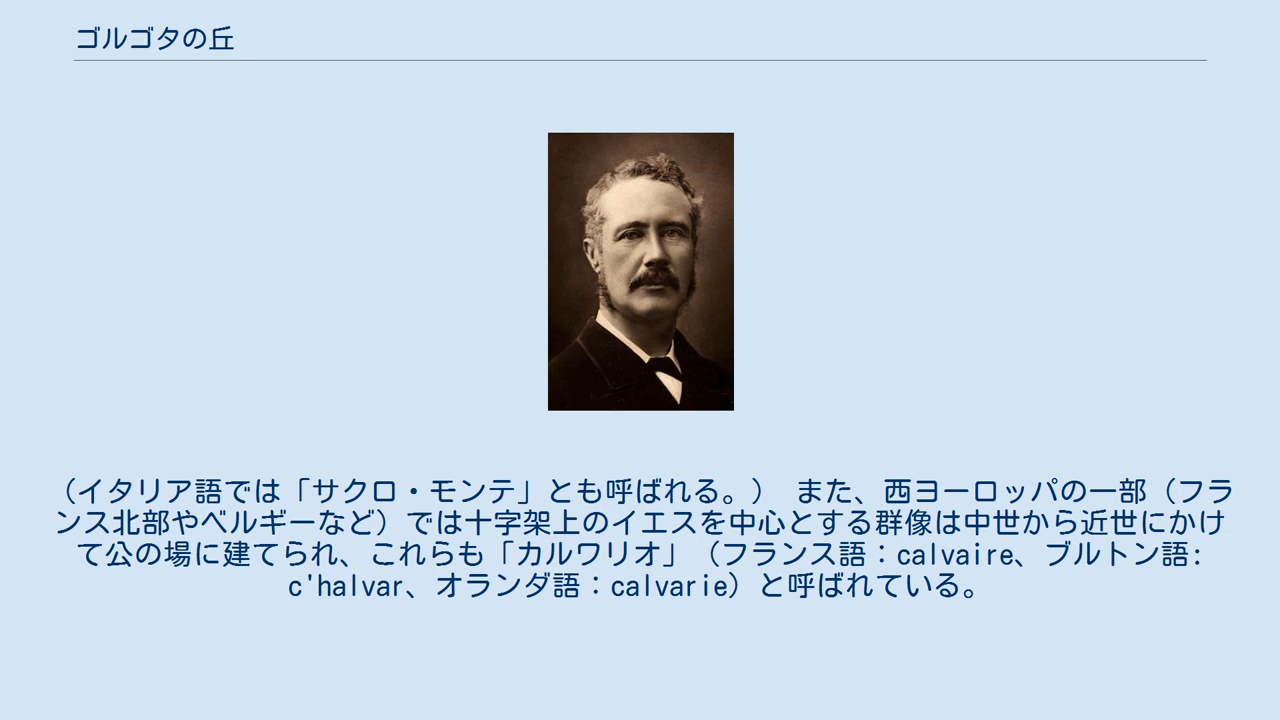 ゴルゴタの丘
（イタリア語では「サクロ・モンテ」とも呼ばれる。） また、西ヨーロッパの一部（フラ
ンス北部やベルギーなど）では十字架上のイエスを中心とする群像は中世から近世にかけ
て公の場に建てられ、これらも「カルワリオ」（フランス語：calvaire、ブルトン語:
c'halvar、オランダ語：calvarie）と呼ばれている。